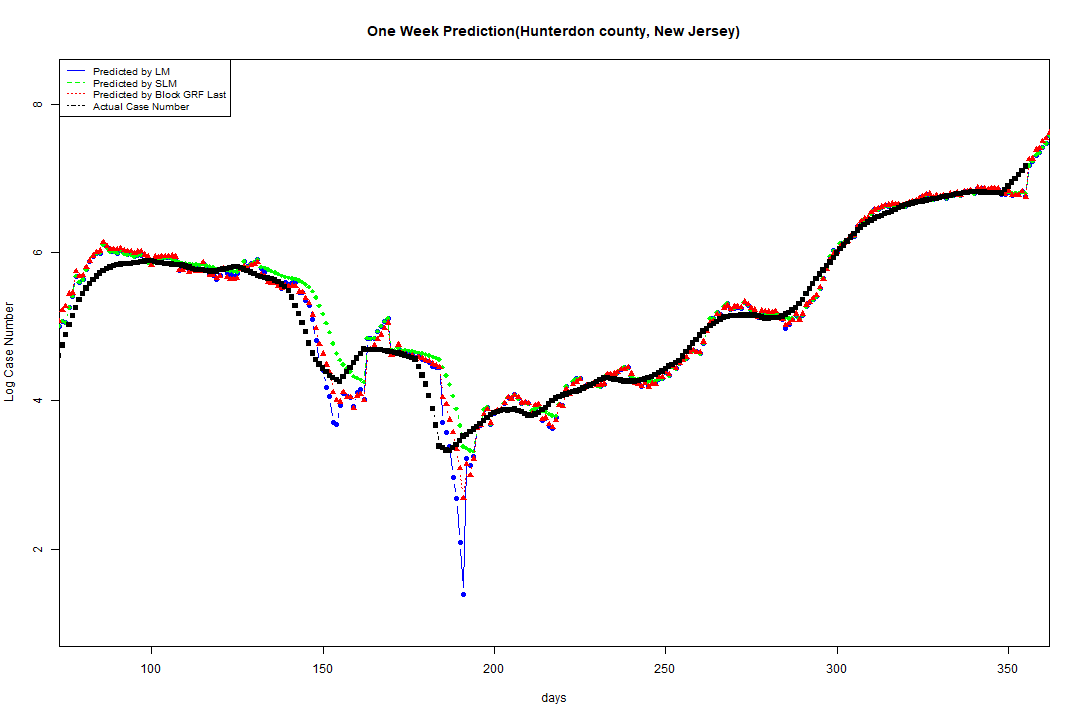 One Week Prediction(Hunterdon county, New Jersey)
Predicted by LM
Predicted by SLM
Predicted by Block GRF Last
Actual Case Number
Log Case Number
8
6
4
2
100 150 200 250 300 350
days